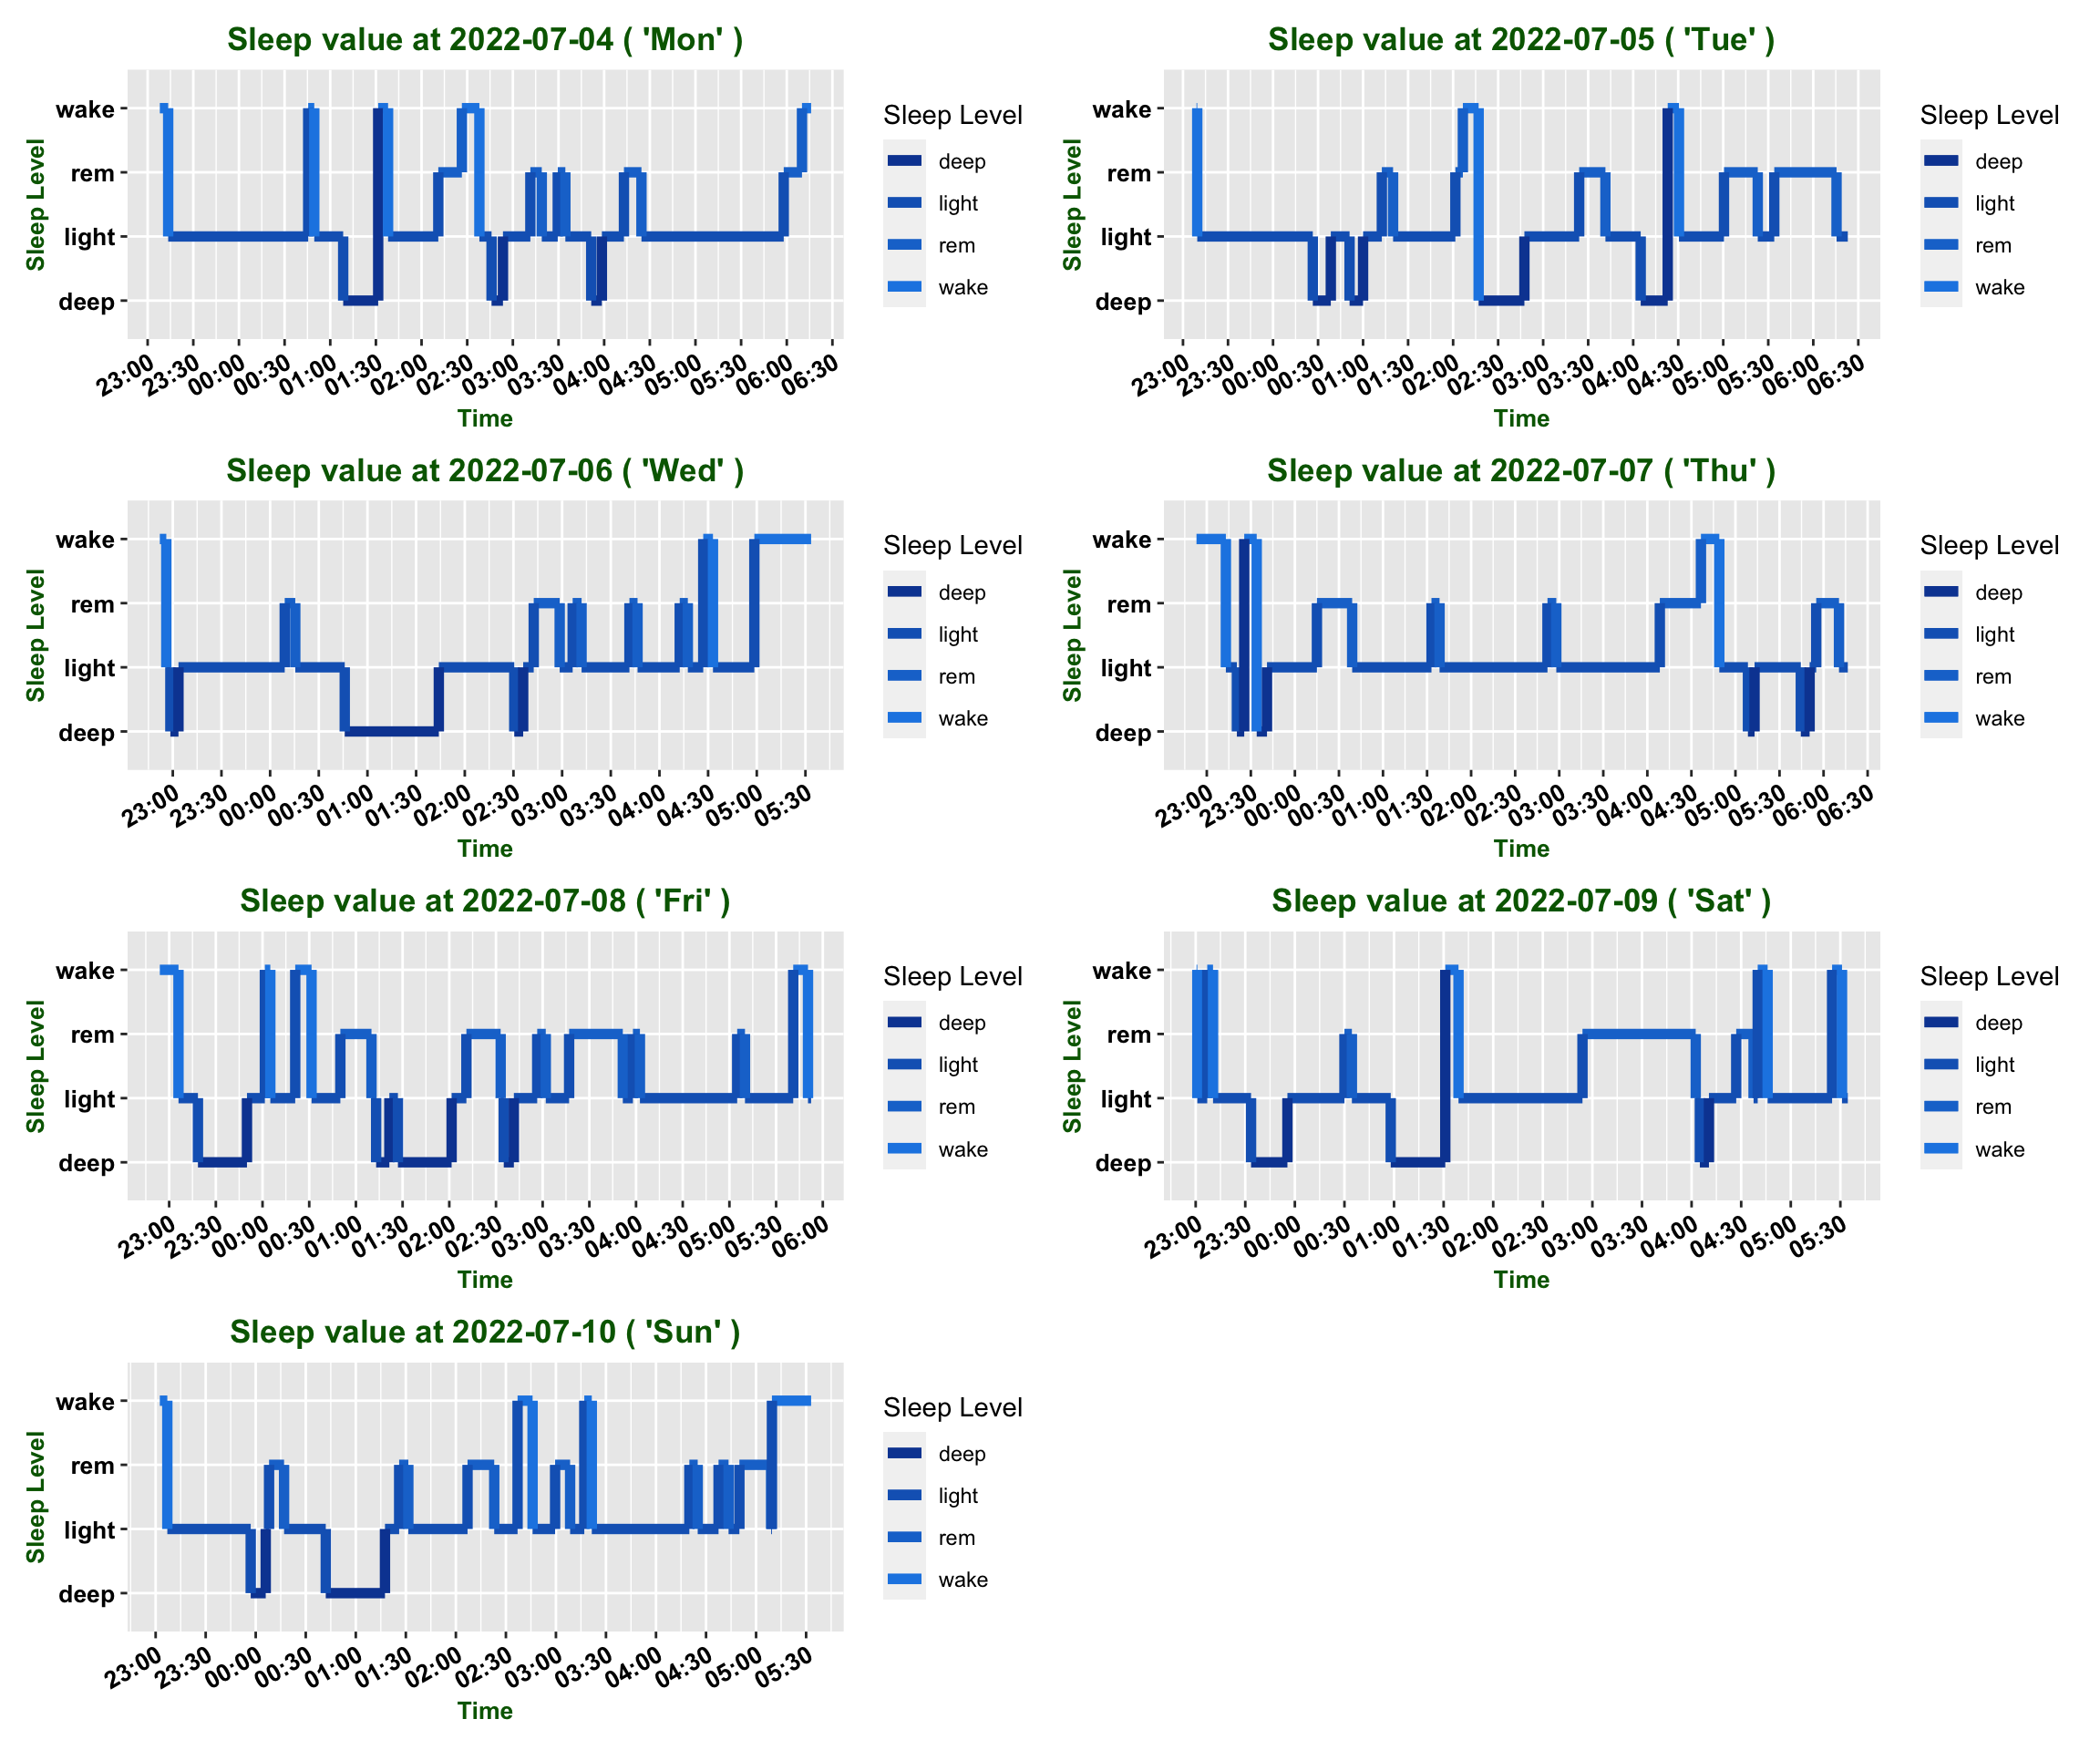 Sleep value at 2022-07-04 ( 'Mon' )
Sleep Level
wake
rem
light
deep
23:00 23:30 00:00 00:30 01:00 01:30 02:00 02:30 03:00 03:30 04:00 04:30 05:00 05:30 06:00 06:30
Time
Sleep Level
deep
light
rem
wake
Sleep value at 2022-07-05 ( 'Tue' )
Sleep Level
wake
rem
light
deep
23:00 23:30 00:00 00:30 01:00 01:30 02:00 02:30 03:00 03:30 04:00 04:30 05:00 05:30 06:00 06:30
Time
Sleep Level
deep
light
rem
wake
Sleep value at 2022-07-06 ( 'Wed' )
Sleep Level
wake
rem
light
deep
23:00 23:30 00:00 00:30 01:00 01:30 02:00 02:30 03:00 03:30 04:00 04:30 05:00 05:30
Time
Sleep Level
deep
light
rem
wake
Sleep value at 2022-07-07 ( 'Thu' )
Sleep Level
wake
rem
light
deep
23:00 23:30 00:00 00:30 01:00 01:30 02:00 02:30 03:00 03:30 04:00 04:30 05:00 05:30 06:00 06:30
Time
Sleep Level
deep
light
rem
wake
Sleep value at 2022-07-08 ( 'Fri' )
Sleep Level
wake
rem
light
deep
23:00 23:30 00:00 00:30 01:00 01:30 02:00 02:30 03:00 03:30 04:00 04:30 05:00 05:30 06:00
Time
Sleep Level
deep
light
rem
wake
Sleep value at 2022-07-09 ( 'Sat' )
Sleep Level
wake
rem
light
deep
23:00 23:30 00:00 00:30 01:00 01:30 02:00 02:30 03:00 03:30 04:00 04:30 05:00 05:30
Time
Sleep Level
deep
light
rem
wake
Sleep value at 2022-07-10 ( 'Sun' )
Sleep Level
wake
rem
light
deep
23:00 23:30 00:00 00:30 01:00 01:30 02:00 02:30 03:00 03:30 04:00 04:30 05:00 05:30
Time
Sleep Level
deep
light
rem
wake